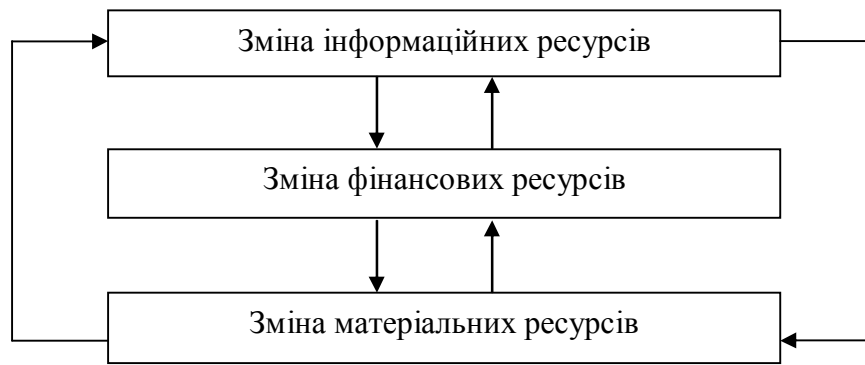 Зміна інформаційних ресурсів
Зміна фінансових ресурсів
Зміна матеріальних ресурсів